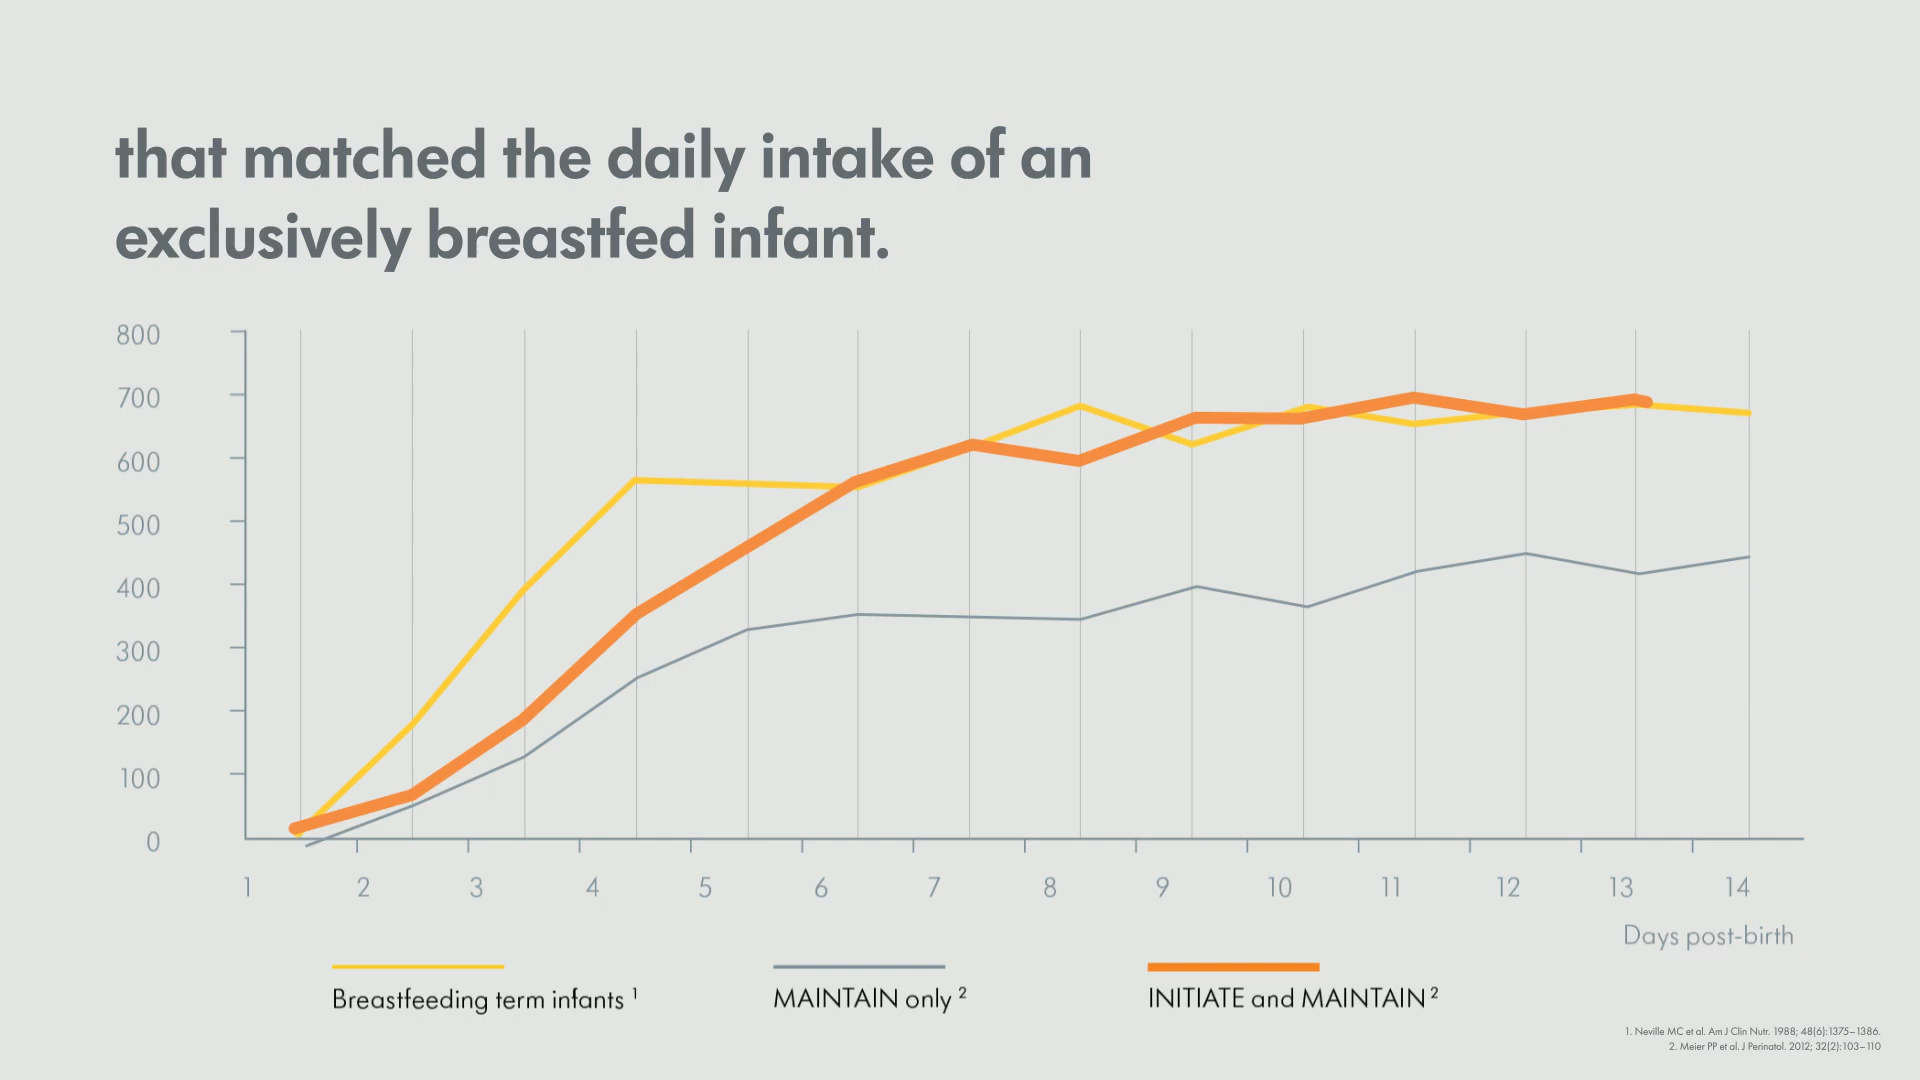 that matched the daily intake of an
exclusively breastfed infant.
800
700
600
500
400
300
200
100
0
1 2 3 4 5 6 7 8 9 10 11 12 13 14
Days post-birth
Breastfeeding term infants ¹ MAINTAIN only ² INITIATE and MAINTAIN ²
1. Neville MC et al. Am J Clin Nutr. 1988; 48(6):1375–1386.
2. Meier PP et al. J Perinatol. 2012; 32(2):103–110